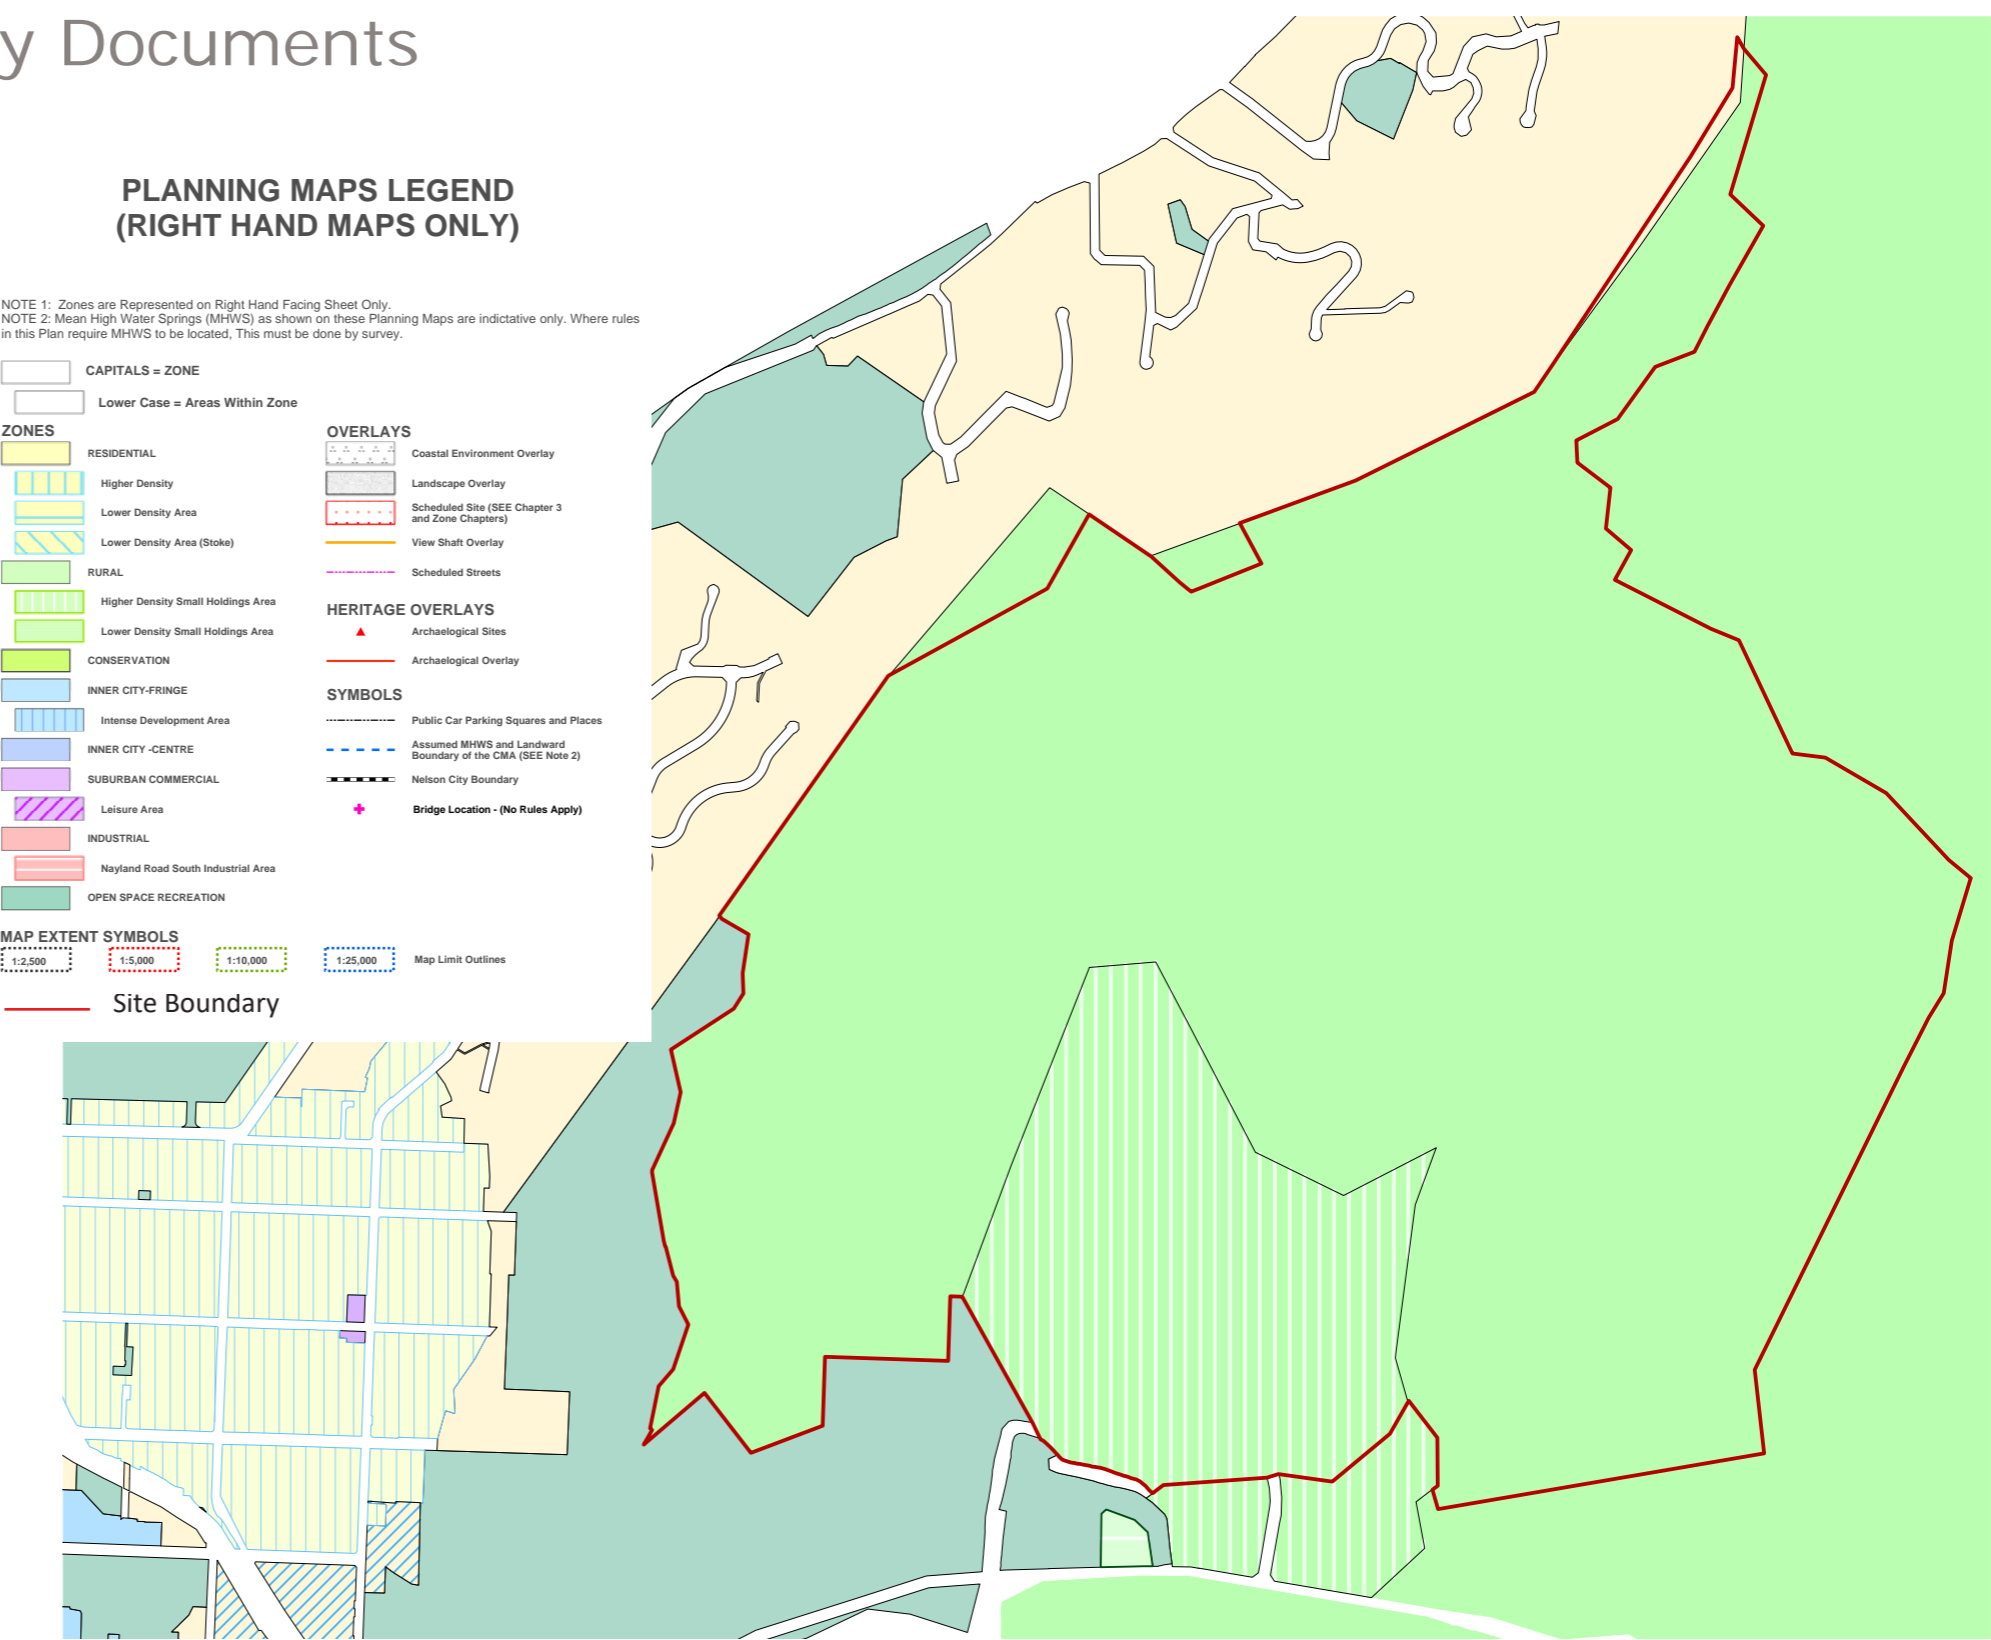 y Documents
PLANNING MAPS LEGEND
(RIGHT HAND MAPS ONLY)
NOTE 1: Zones are Represented on Right Hand Facing Sheet Only.
NOTE 2: Mean High Water Springs (MHWS) as shown on these Planning Maps are indictative only. Where rules
in this Plan require MHWS to be located, This must be done by survey.
CAPITALS = ZONE
Lower Case = Areas Within Zone
ZONES
RESIDENTIAL
Higher Density
Lower Density Area
Lower Density Area (Stoke)
RURAL
Higher Density Small Holdings Area
Lower Density Small Holdings Area
CONSERVATION
INNER CITY-FRINGE
Intense Development Area
INNER CITY -CENTRE
SUBURBAN COMMERCIAL
Leisure Area
INDUSTRIAL
Nayland Road South Industrial Area
OPEN SPACE RECREATION
OVERLAYS
Coastal Environment Overlay
Landscape Overlay
Scheduled Site (SEE Chapter 3
and Zone Chapters)
View Shaft Overlay
Scheduled Streets
HERITAGE OVERLAYS
Archaelogical Sites
Archaelogical Overlay
SYMBOLS
Public Car Parking Squares and Places
Assumed MHWS and Landward
Boundary of the CMA (SEE Note 2)
Nelson City Boundary
Bridge Location - (No Rules Apply)
MAP EXTENT SYMBOLS
1:2,500 1:5,000 1:10,000 1:25,000 Map Limit Outlines
Site Boundary